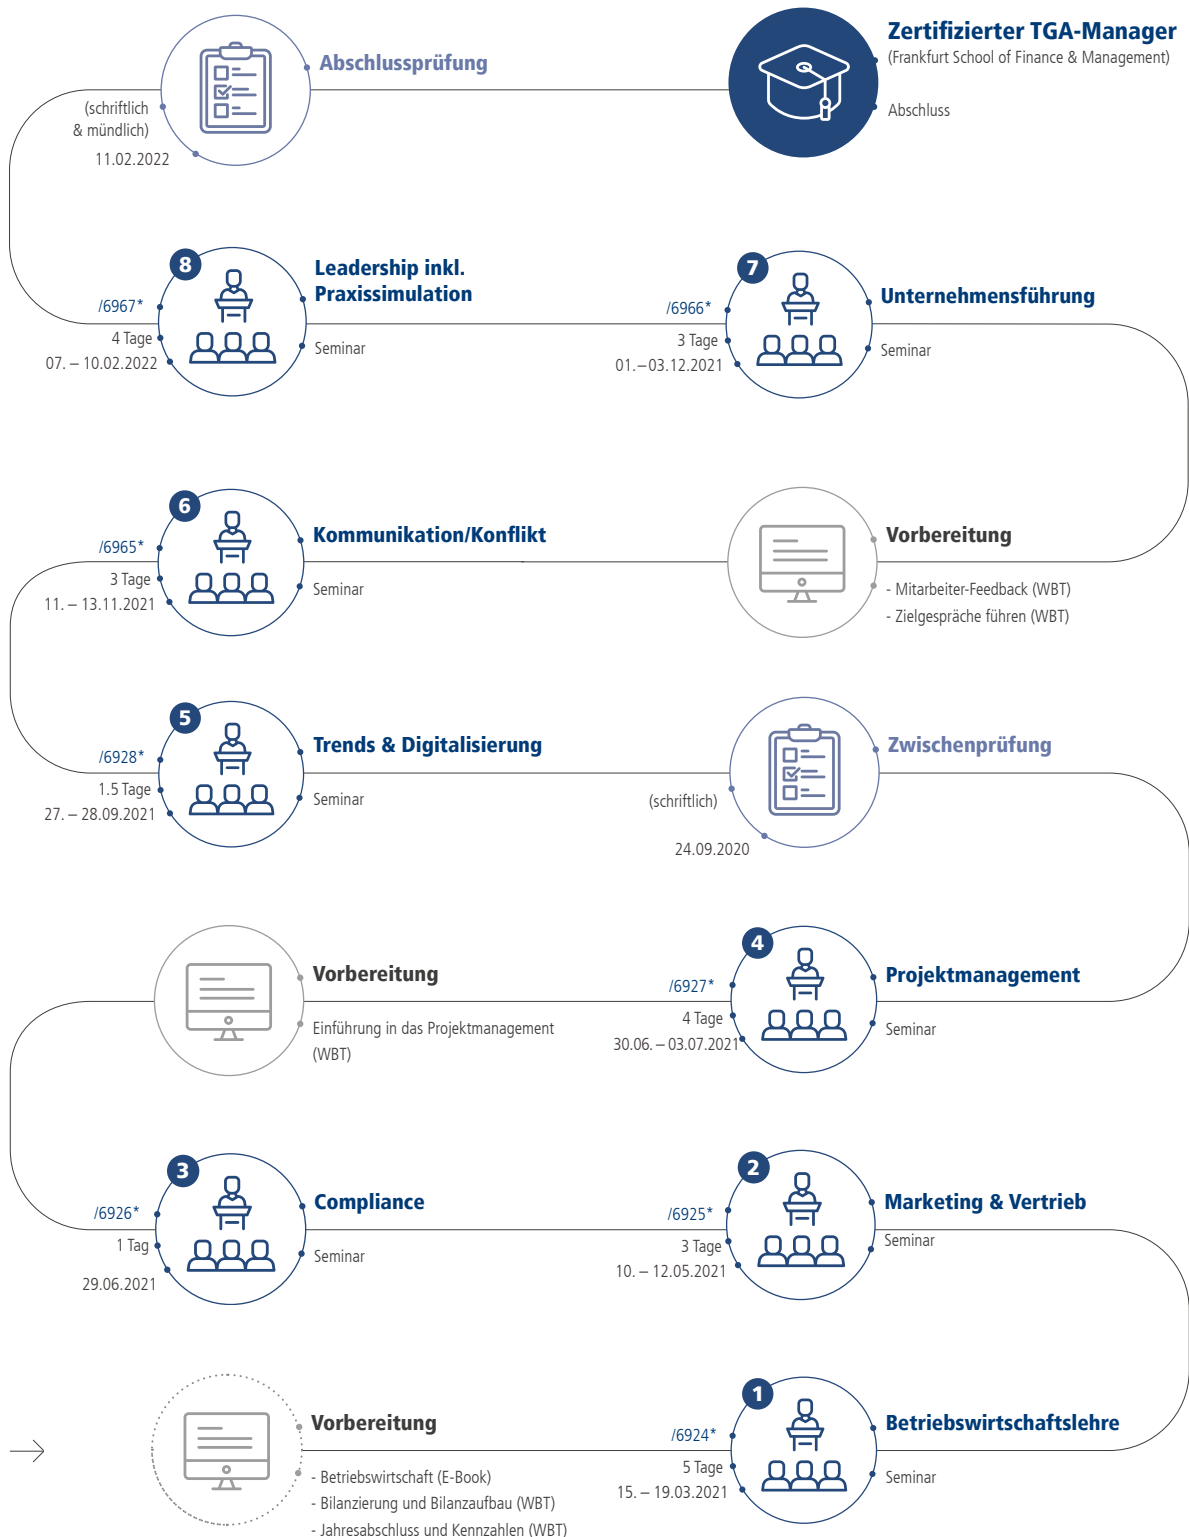 Abschlussprüfung
(schriftlich
& mündlich)
11.02.2022
Zertifizierter TGA-Manager
(Frankfurt School of Finance & Management)
Abschluss
8
Leadership inkl.
Praxissimulation
/6967*
4 Tage
07. – 10.02.2022
Seminar
7
Unternehmensführung
/6966*
3 Tage
01. – 03.12.2021
Seminar
6
Kommunikation/Konflikt
/6965*
3 Tage
11. – 13.11.2021
Seminar
Vorbereitung
- Mitarbeiter-Feedback (WBT)
- Zielgespräche führen (WBT)
5
Trends & Digitalisierung
/6928*
1.5 Tage
27. – 28.09.2021
Seminar
Zwischenprüfung
(schriftlich)
24.09.2020
Vorbereitung
Einführung in das Projektmanagement
(WBT)
4
Projektmanagement
/6927*
4 Tage
30.06. – 03.07.2021
Seminar
3
Compliance
/6926*
1 Tag
29.06.2021
Seminar
2
Marketing & Vertrieb
/6925*
3 Tage
10. – 12.05.2021
Seminar
Vorbereitung
- Betriebswirtschaft (E-Book)
- Bilanzierung und Bilanzaufbau (WBT)
- Jahresabschluss und Kennzahlen (WBT)
1
Betriebswirtschaftslehre
/6924*
5 Tage
15. – 19.03.2021
Seminar